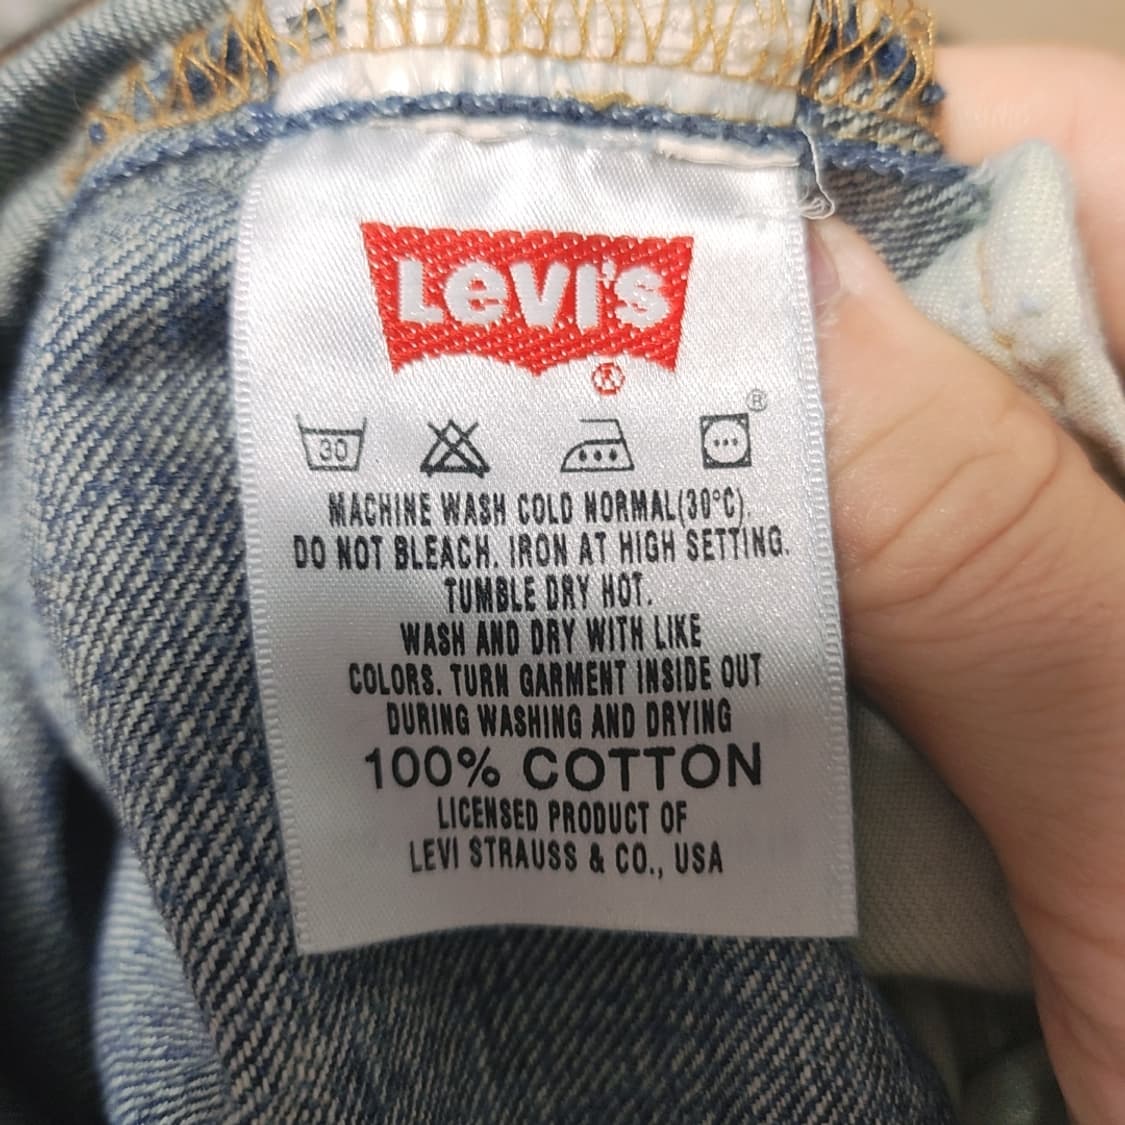 Levi's
®
®
30
MACHINE WASH COLD NORMAL(30°C).
DO NOT BLEACH. IRON AT HIGH SETTING.
TUMBLE DRY HOT.
WASH AND DRY WITH LIKE
COLORS. TURN GARMENT INSIDE OUT
DURING WASHING AND DRYING
100% COTTON
LICENSED PRODUCT OF
LEVI STRAUSS & CO., USA